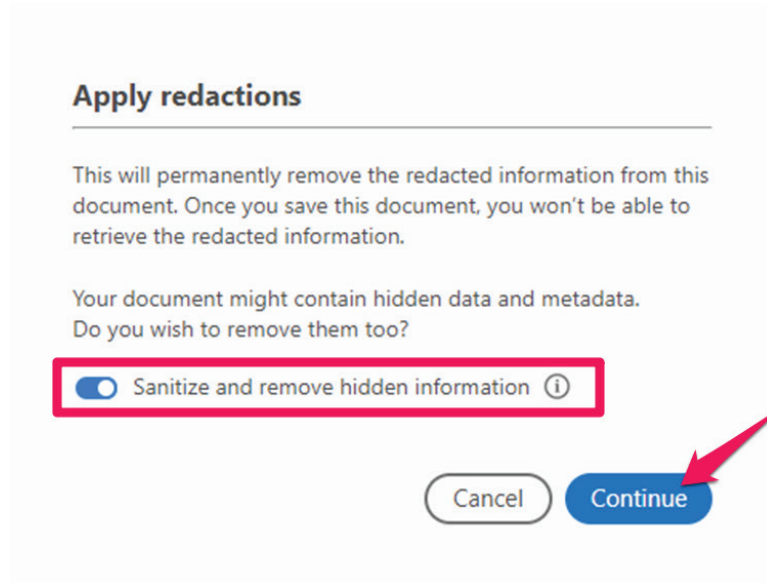 Apply redactions
This will permanently remove the redacted information from this
document. Once you save this document, you won't be able to
retrieve the redacted information.
Your document might contain hidden data and metadata.
Do you wish to remove them too?
Sanitize and remove hidden information
Cancel
Continue